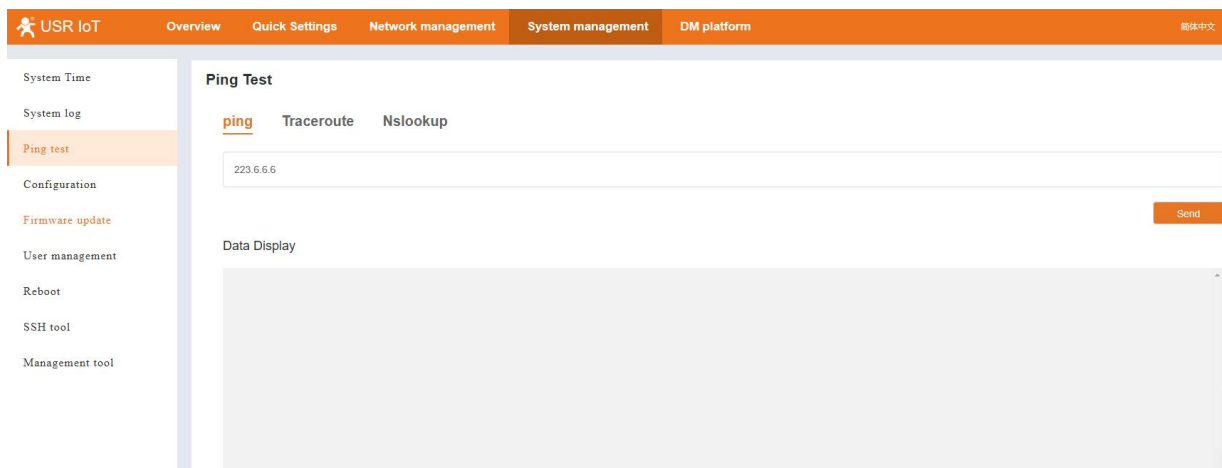 USR IoT Overview Quick Settings Network management System management DM platform 简体中文
System Time
System log
Ping test
Configuration
Firmware update
User management
Reboot
SSH tool
Management tool
Ping Test
ping Traceroute Nslookup
223.6.6.6
Send
Data Display